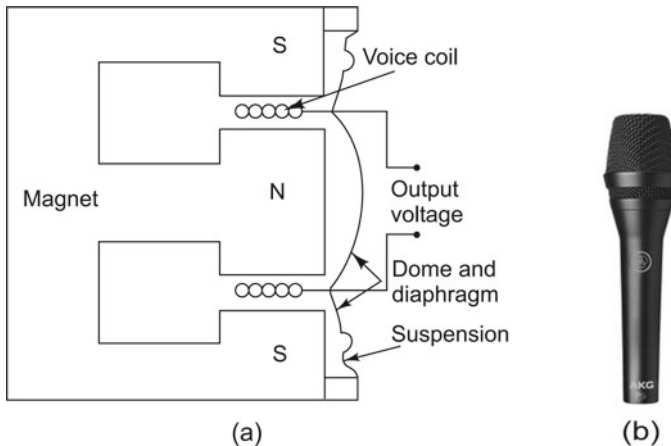 S
Voice coil
Magnet
N
Output
voltage
Dome and
diaphragm
Suspension
S
AKG
(a)
(b)